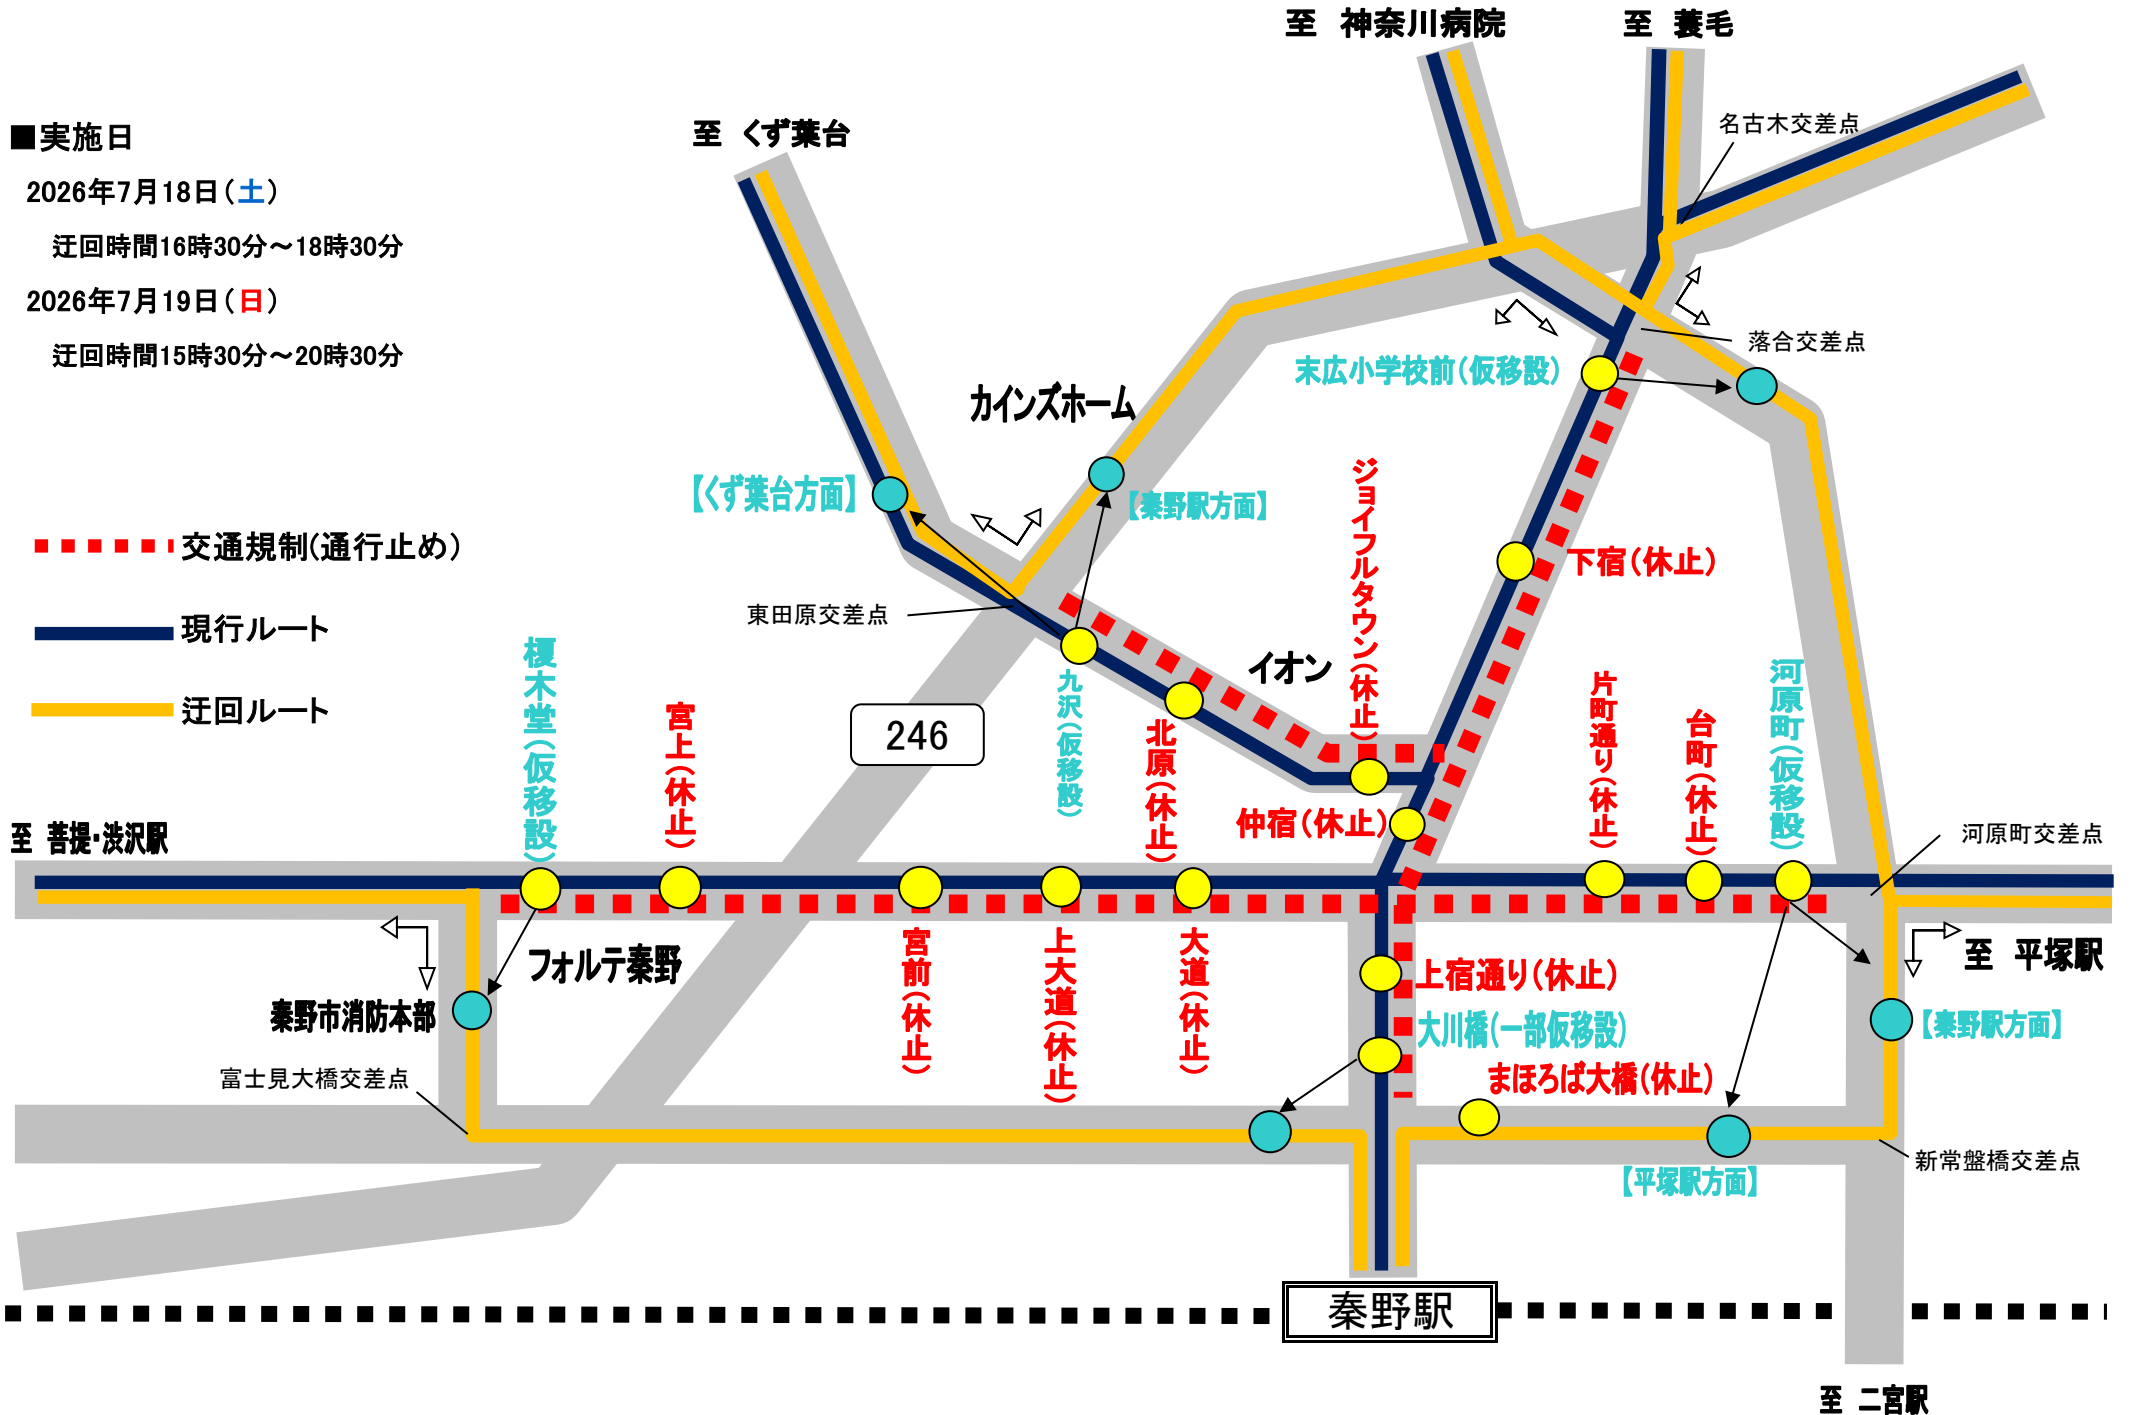 至 神奈川病院
至 蓑毛
至 くず葉台
名古木交差点
■実施日
2026年7月18日（土）
迂回時間16時30分～18時30分
2026年7月19日（日）
迂回時間15時30分～20時30分
落合交差点
末広小学校前(仮移設)
カインズホーム
【くず葉台方面】
【秦野駅方面】
ジョイフルタウン(休止)
交通規制(通行止め)
下宿(休止)
現行ルート
東田原交差点
イオン
迂回ルート
246
榎木堂(仮移設)
宮上(休止)
九沢(仮移設)
北原(休止)
片町通り(休止)
台町(休止)
河原町(仮移設)
仲宿(休止)
至 菩提・渋沢駅
河原町交差点
フォルテ秦野
宮前(休止)
上大道(休止)
大道(休止)
上宿通り(休止)
至 平塚駅
秦野市消防本部
大川橋(一部仮移設)
【秦野駅方面】
富士見大橋交差点
まほろば大橋(休止)
新常盤橋交差点
【平塚駅方面】
秦野駅
至 二宮駅